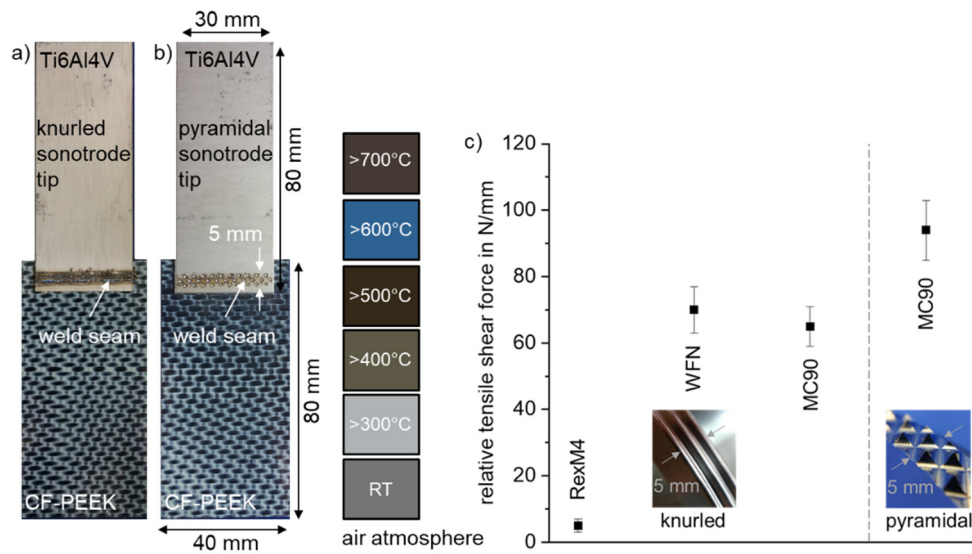 30 mm
a)
b)
Ti6Al4V
Ti6Al4V
knurled
sonotrode
tip
pyramidal
sonotrode
tip
80 mm
5 mm
weld seam
weld seam
80 mm
CF-PEEK
CF-PEEK
40 mm
>700°C
>600°C
>500°C
>400°C
>300°C
RT
air atmosphere
c)
relative tensile shear force in N/mm
120
100
80
60
40
20
0
RexM4
WFN
MC90
MC90
5 mm
knurled
5 mm
pyramidal